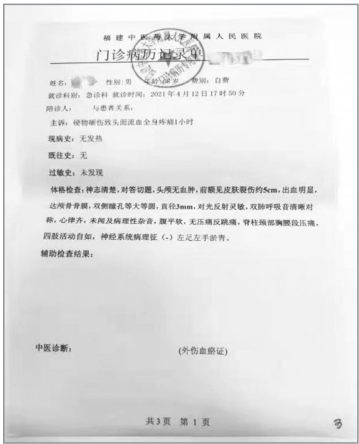 福建中医药大学附属人民医院
门诊病历记录单
姓名: 性别:男 年龄: 费别:自费
就诊科别:急诊科 就诊时间:2021年4月12日17时50分
陪诊人: 与患者关系:
主诉:硬物砸伤致头面流血全身疼痛1小时
现病史:无发热
既往史:无
过敏史:未发现
体格检查:神志清楚,对答切题,头颅无血肿,前额见皮肤裂伤约5cm,出血明显,
达颅骨骨膜,双侧瞳孔等大等圆,直径3mm,对光反射灵敏,双肺呼吸音清晰对
称,心律齐,未闻及病理性杂音,腹平软,无压痛反跳痛,脊柱颈部胸腰段压痛,
四肢活动自如,神经系统病理征(-)左足左手淤青。
辅助检查结果:
中医诊断: (外伤血瘀证)
共3页 第1页
3